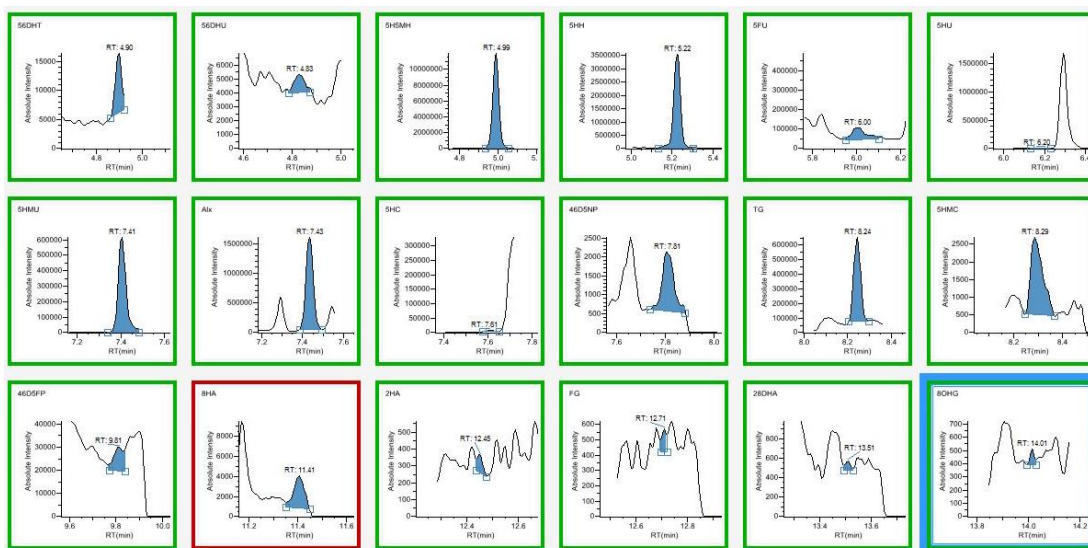 56DHT
RT: 4.90
Absolute Intensity
15000
10000
5000
0
4.8 5.0
RT(min)
56DHU
RT: 4.83
Absolute Intensity
6000
5000
4000
3000
2000
1000
0
4.6 4.8 5.0
RT(min)
5HSMH
RT: 4.99
Absolute Intensity
10000000
8000000
6000000
4000000
2000000
0
4.8 5.0 5.
RT(min)
5HH
RT: 5.22
Absolute Intensity
3500000
3000000
2500000
2000000
1500000
1000000
500000
0
5.0 5.2 5.4
RT(min)
5FU
RT: 6.00
Absolute Intensity
400000
300000
200000
100000
0
5.8 6.0 6.2
RT(min)
5HU
RT: 6.20
Absolute Intensity
1500000
1000000
500000
0
6.0 6.2 6.4
RT(min)
5HMU
RT: 7.41
Absolute Intensity
600000
500000
400000
300000
200000
100000
0
7.2 7.4 7.6
RT(min)
Alx
RT: 7.43
Absolute Intensity
1500000
1000000
500000
0
7.2 7.4 7.6
RT(min)
5HC
RT: 7.61
Absolute Intensity
300000
250000
200000
150000
100000
50000
0
7.4 7.6 7.8
RT(min)
46D5NP
RT: 7.81
Absolute Intensity
2500
2000
1500
1000
500
0
7.6 7.8 8.0
RT(min)
TG
RT: 8.24
Absolute Intensity
600000
500000
400000
300000
200000
100000
0
8.0 8.2 8.4
RT(min)
5HMC
RT: 8.29
Absolute Intensity
2500
2000
1500
1000
500
0
8.2 8.4
RT(min)
46D5FP
RT: 9.81
Absolute Intensity
40000
30000
20000
10000
0
9.6 9.8 10.0
RT(min)
8HA
RT: 11.41
Absolute Intensity
8000
6000
4000
2000
0
11.2 11.4 11.6
RT(min)
2HA
RT: 12.45
Absolute Intensity
600
500
400
300
200
100
0
12.4 12.6
RT(min)
FG
RT: 12.71
Absolute Intensity
600
400
200
0
12.6 12.8
RT(min)
28DHA
RT: 13.51
Absolute Intensity
800
600
400
200
0
13.4 13.6
RT(min)
8OHG
RT: 14.01
Absolute Intensity
700
600
500
400
300
200
100
0
13.8 14.0 14.2
RT(min)